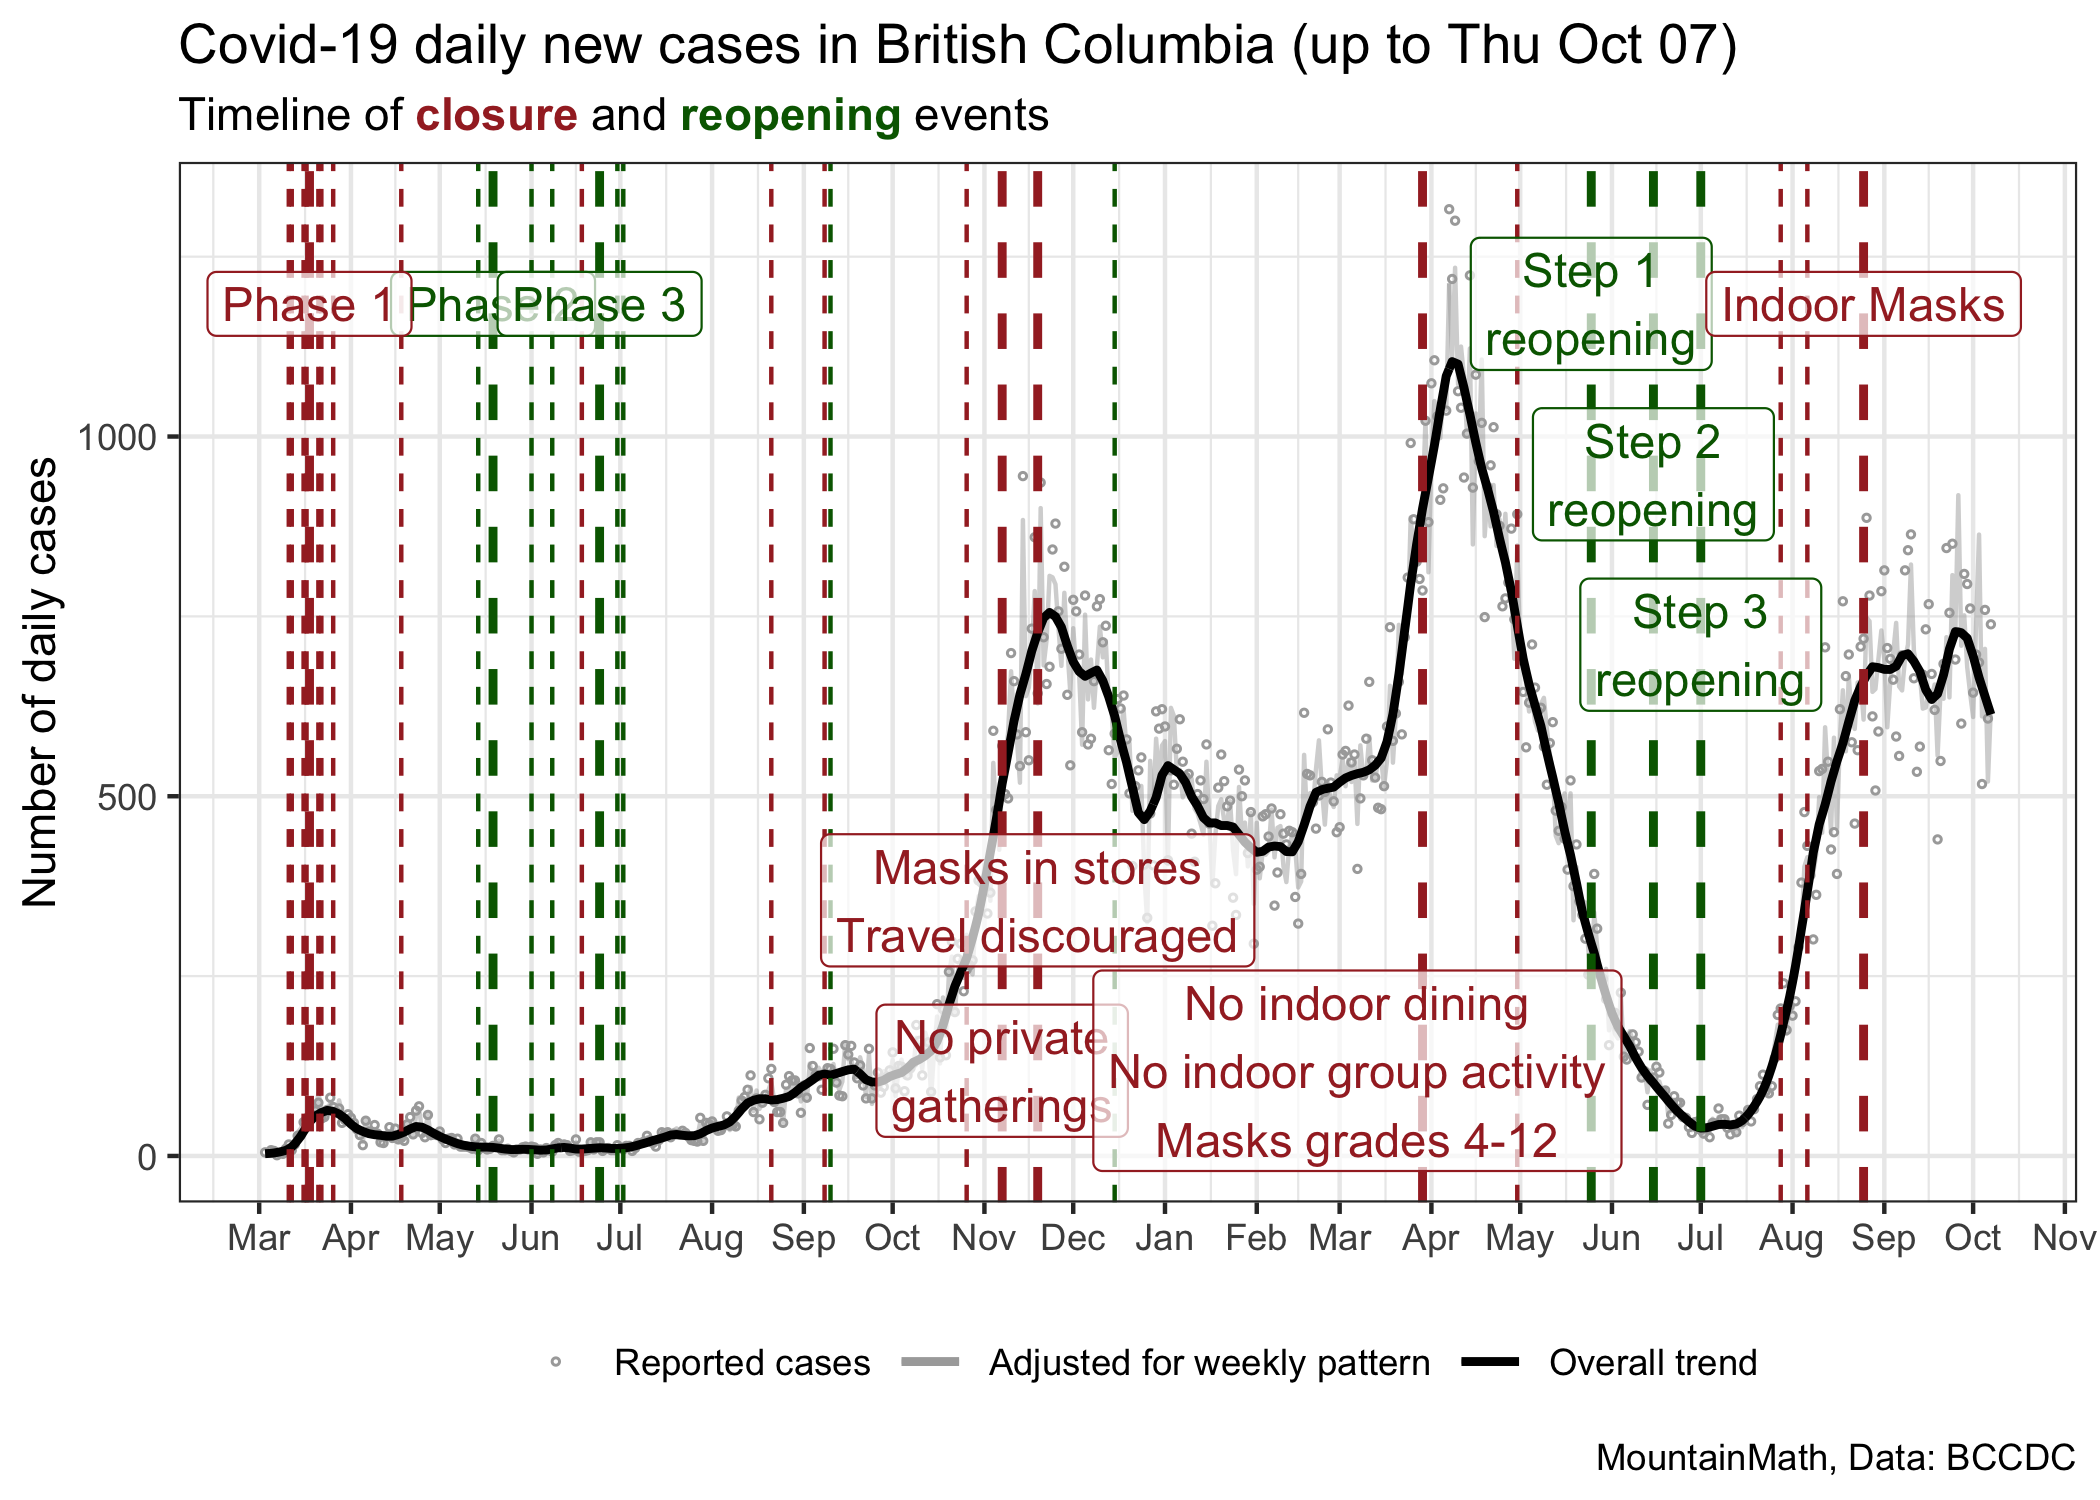 Covid-19 daily new cases in British Columbia (up to Thu Oct 07)
Timeline of closure and reopening events
Number of daily cases
1000
500
0
Phase 1
Phase 2
Phase 3
Step 1
reopening
Indoor Masks
Step 2
reopening
Step 3
reopening
Masks in stores
Travel discouraged
No private
gatherings
No indoor dining
No indoor group activity
Masks grades 4-12
Mar Apr May Jun Jul Aug Sep Oct Nov Dec Jan Feb Mar Apr May Jun Jul Aug Sep Oct Nov
Reported cases Adjusted for weekly pattern Overall trend
MountainMath, Data: BCCDC